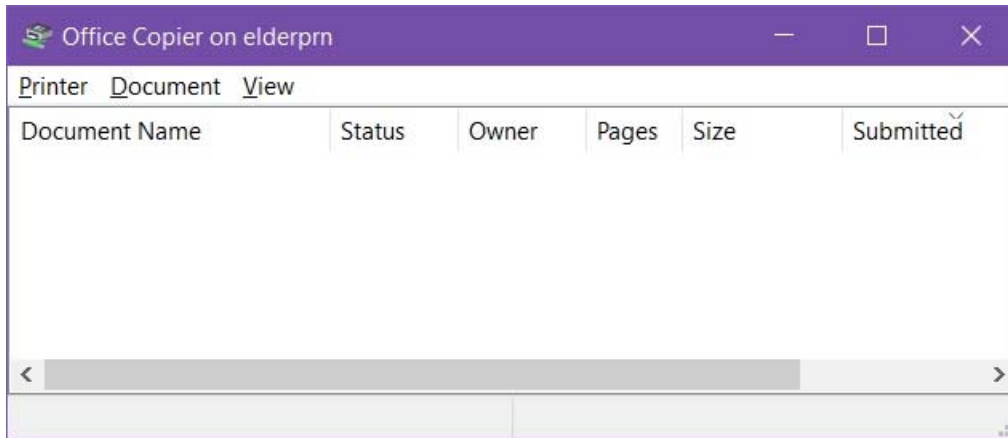 Office Copier on elderprn
Printer Document View
Document Name Status Owner Pages Size Submitted